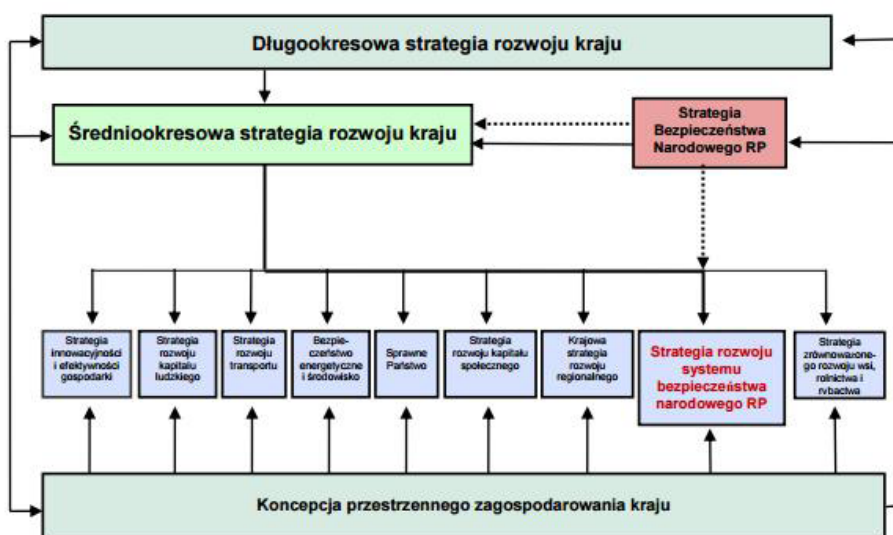 Długookresowa strategia rozwoju kraju
Średniookresowa strategia rozwoju kraju
Strategia
Bezpieczeństwa
Narodowego RP
Strategia
innowacyjności
i efektywności
gospodarki
Strategia
rozwoju
kapitału
ludzkiego
Strategia
rozwoju
transportu
Bezpie-
czeństwo
energetyczne
i środowisko
Sprawne
Państwo
Strategia
rozwoju kapitału
społecznego
Krajowa
strategia
rozwoju
regionalnego
Strategia rozwoju
systemu
bezpieczeństwa
narodowego RP
Strategia
zrównoważone-
go rozwoju wsi,
rolnictwa i
rybactwa
Koncepcja przestrzennego zagospodarowania kraju